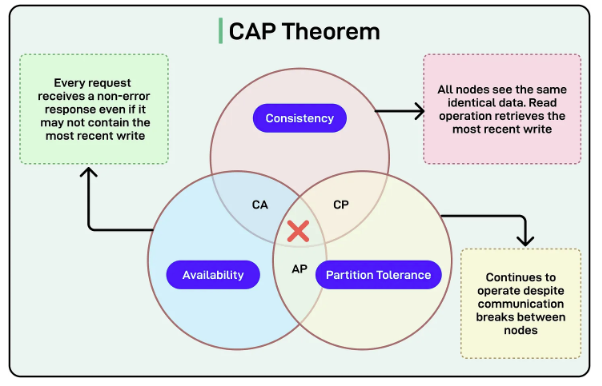 CAP Theorem
Every request
receives a non-error
response even if it
may not contain the
most recent write
All nodes see the same
identical data. Read
operation retrieves the
most recent write
Consistency
CA
CP
AP
Availability
Partition Tolerance
Continues to
operate despite
communication
breaks between
nodes